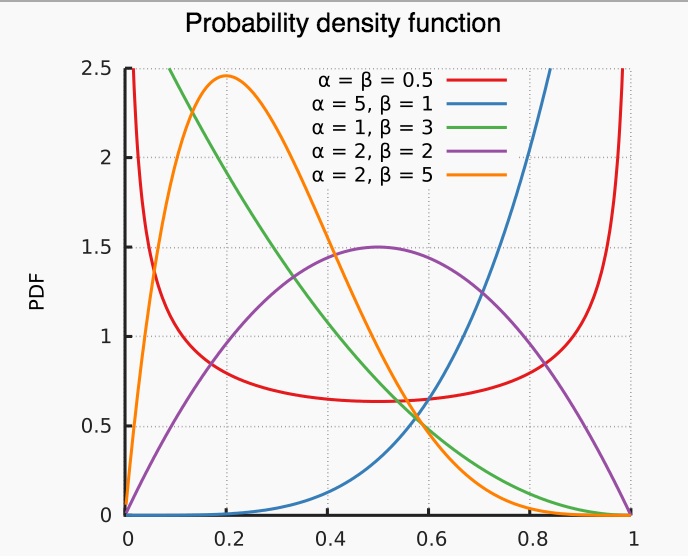 Probability density function
2.5
2
1.5
1
0.5
0
PDF
α = β = 0.5
α = 5, β = 1
α = 1, β = 3
α = 2, β = 2
α = 2, β = 5
0 0.2 0.4 0.6 0.8 1